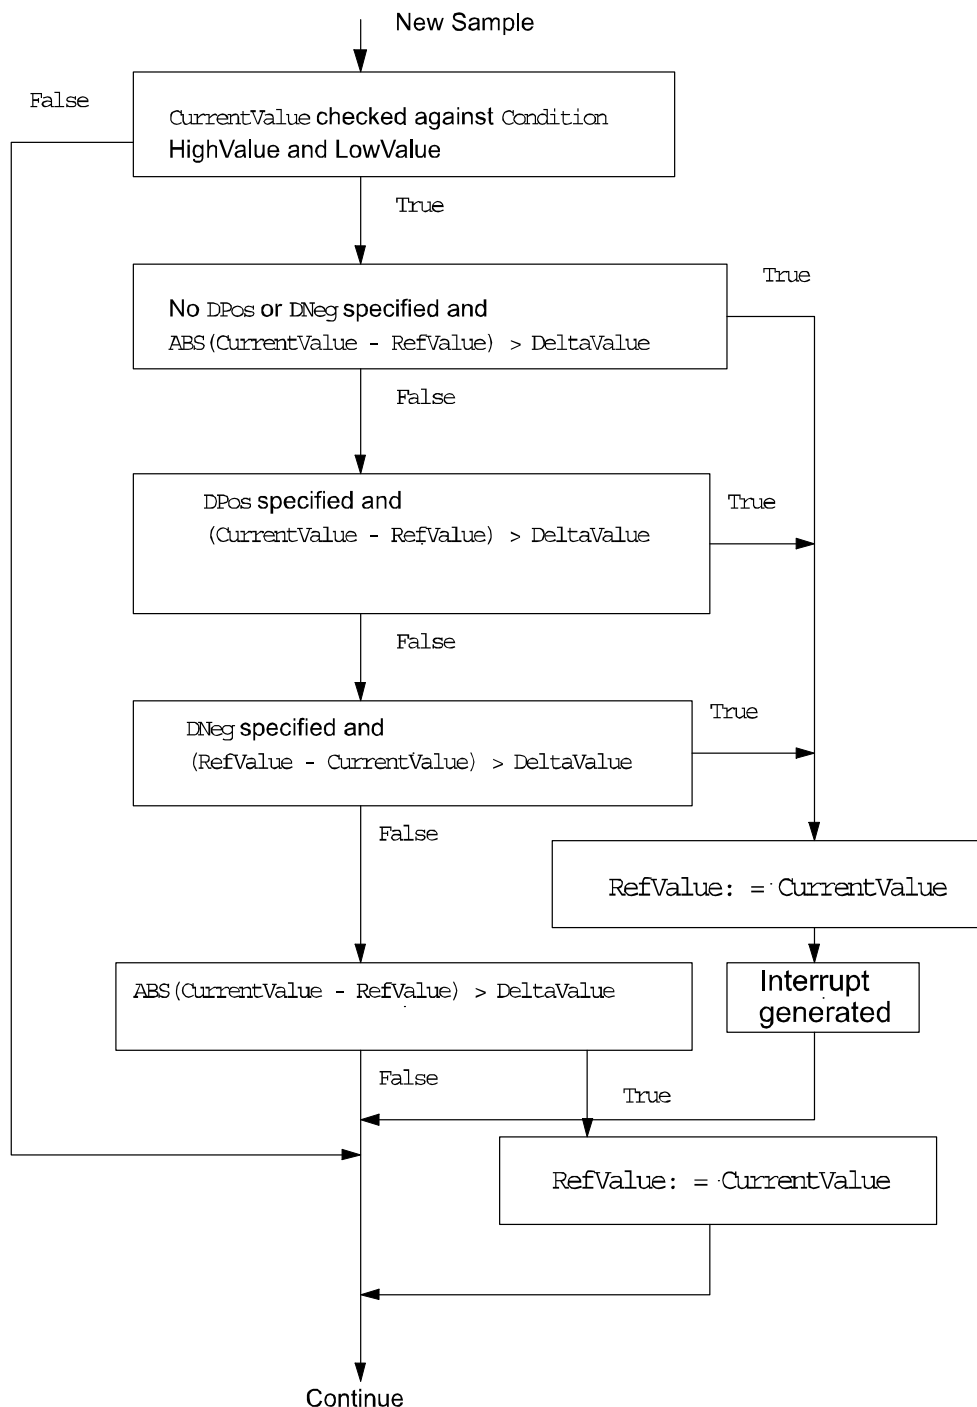 New Sample
False
CurrentValue checked against Condition
HighValue and LowValue
True
True
No DPos or DNeg specified and
ABS(CurrentValue - RefValue) > DeltaValue
False
DPos specified and
True
(CurrentValue - RefValue) > DeltaValue
False
True
DNeg specified and
(RefValue - CurrentValue) > DeltaValue
False
RefValue: = CurrentValue
ABS(CurrentValue - RefValue) > DeltaValue
Interrupt
generated
False
True
RefValue: = CurrentValue
Continue